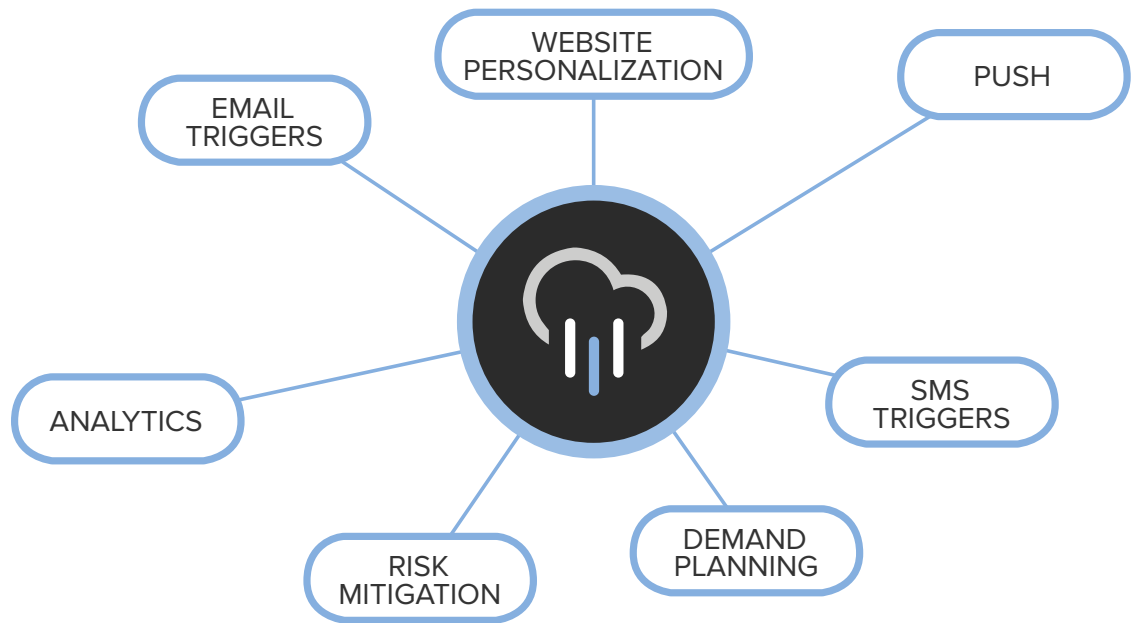 WEBSITE
PERSONALIZATION
PUSH
EMAIL
TRIGGERS
SMS
TRIGGERS
ANALYTICS
DEMAND
PLANNING
RISK
MITIGATION